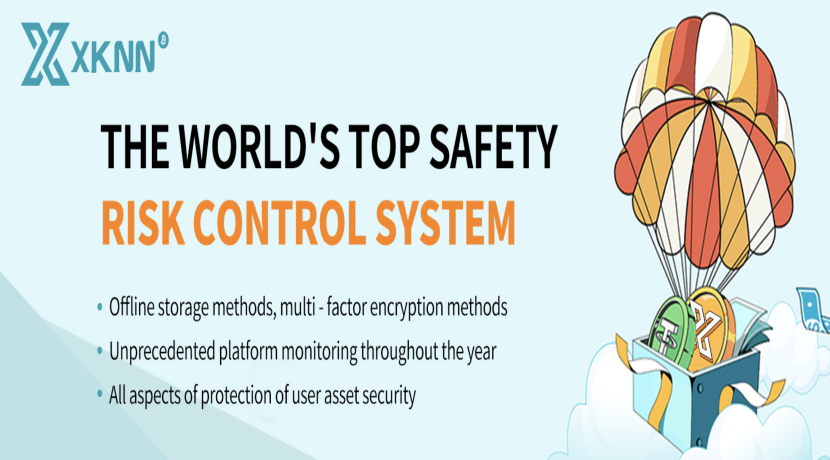 XKNN
THE WORLD'S TOP SAFETY
RISK CONTROL SYSTEM
• Offline storage methods, multi - factor encryption methods
• Unprecedented platform monitoring throughout the year
• All aspects of protection of user asset security